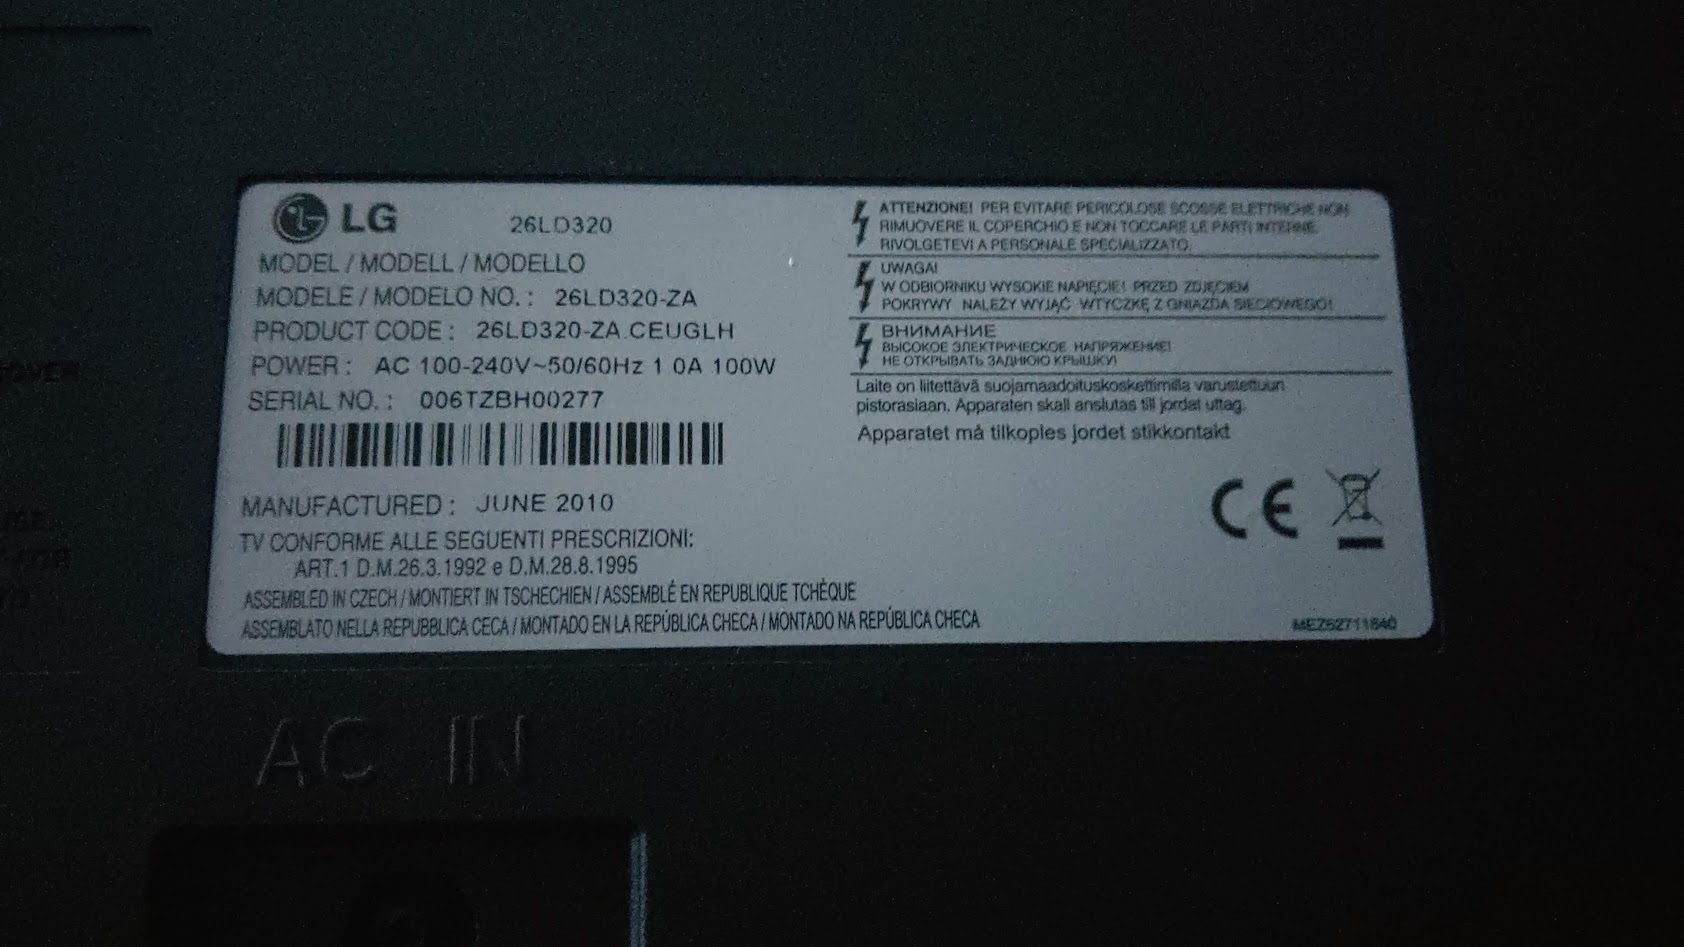 LG 26LD320
MODEL / MODELL / MODELLO
MODELE / MODELO NO. : 26LD320-ZA
PRODUCT CODE : 26LD320-ZA.CEUGLH
POWER : AC 100-240V~50/60Hz 1 0A 100W
SERIAL NO. : 006TZBH00277
MANUFACTURED : JUNE 2010
TV CONFORME ALLE SEGUENTI PRESCRIZIONI:
ART.1 D.M.26.3.1992 e D.M.28.8.1995
ASSEMBLED IN CZECH / MONTIERT IN TSCHECHIEN / ASSEMBLÉ EN REPUBLIQUE TCHÈQUE
ASSEMBLATO NELLA REPUBBLICA CECA / MONTADO EN LA REPÚBLICA CHECA / MONTADO NA REPÚBLICA CHECA
ATTENZIONE! PER EVITARE PERICOLOSE SCOSSE ELETTRICHE NON
RIMUOVERE IL COPERCHIO E NON TOCCARE LE PARTI INTERNE.
RIVOLGETEVI A PERSONALE SPECIALIZZATO.
UWAGA!
W ODBIORNIKU WYSOKIE NAPIĘCIE! PRZED ZDJĘCIEM
POKRYWY NALEŻY WYJĄĆ WTYCZKĘ Z GNIAZDA SIECIOWEGO!
ВНИМАНИЕ
ВЫСОКОЕ ЭЛЕКТРИЧЕСКОЕ НАПРЯЖЕНИЕ!
НЕ ОТКРЫВАТЬ ЗАДНЮЮ КРЫШКУ!
Laite on liitettävä suojamaadoituskoskettimilla varustettuun
pistorasiaan. Apparaten skall anslutas till jordat uttag.
Apparatet må tilkoples jordet stikkontakt
CE
MEZ62711640
AC IN